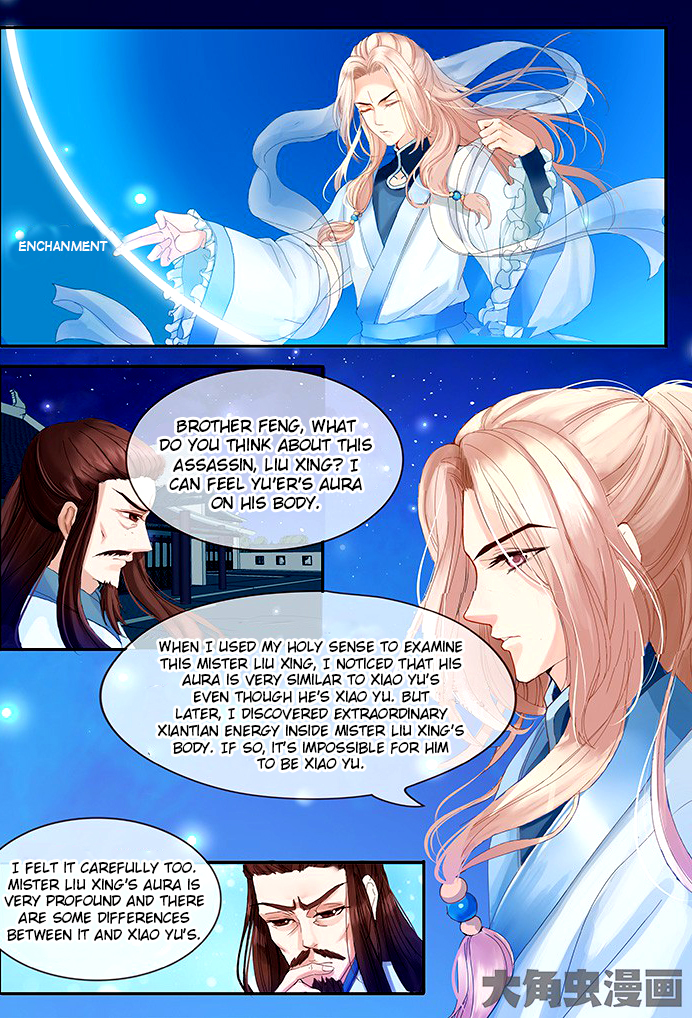 ENCHANMENT
BROTHER FENG, WHAT
DO YOU THINK ABOUT THIS
ASSASSIN, LIU XING? I
CAN FEEL YU'ER'S AURA
ON HIS BODY.
WHEN I USED MY HOLY SENSE TO EXAMINE
THIS MISTER LIU XING, I NOTICED THAT HIS
AURA IS VERY SIMILAR TO XIAO YU'S
EVEN THOUGH HE'S XIAO YU. BUT
LATER, I DISCOVERED EXTRAORDINARY
XIANTIAN ENERGY INSIDE MISTER LIU XING'S
BODY. IF SO, IT'S IMPOSSIBLE FOR HIM
TO BE XIAO YU.
I FELT IT CAREFULLY TOO.
MISTER LIU XING'S AURA IS
VERY PROFOUND AND THERE
ARE SOME DIFFERENCES
BETWEEN IT AND XIAO YU'S.
大角虫漫画